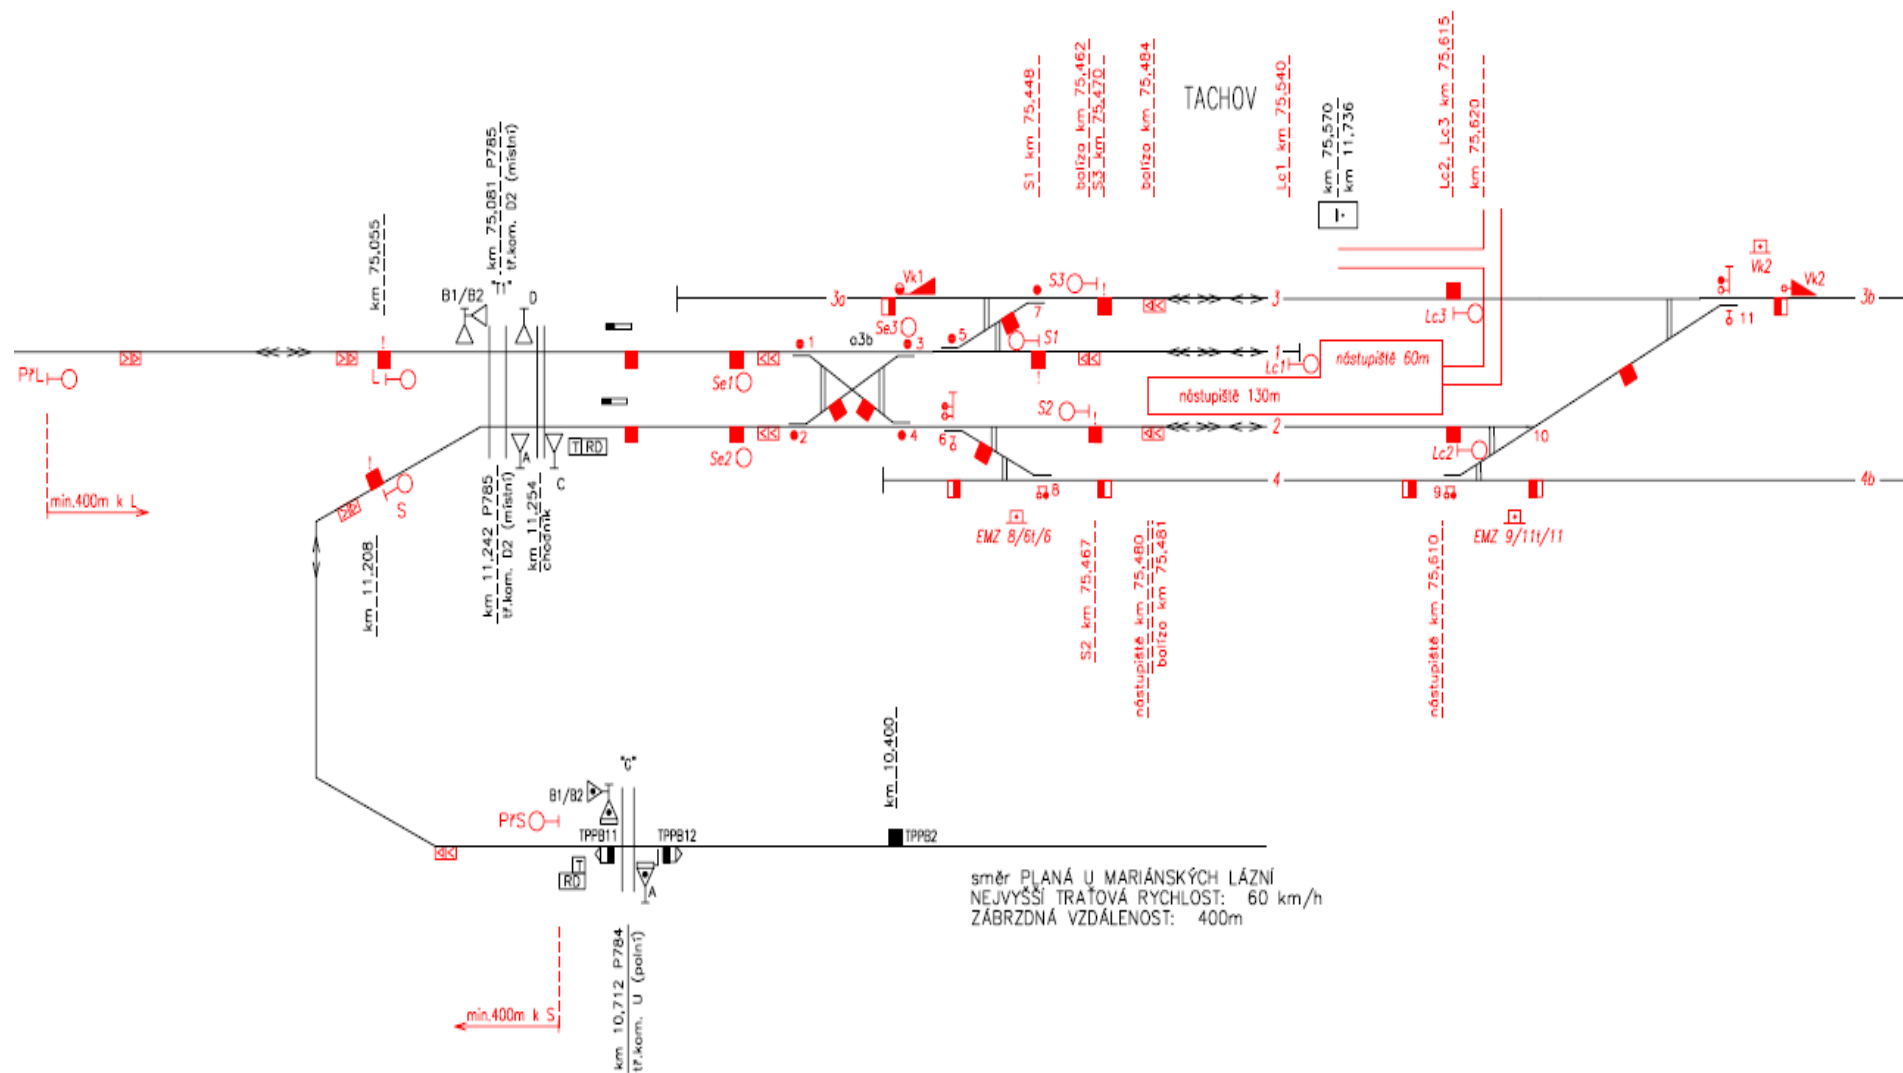 TACHOV
S1 km 75,448
balíza km 75,462
S3 km 75,470
balíza km 75,484
Lc1 km 75,540
km 75,570
km 11,736
Lc2, Lc3 km 75,615
km 75,620
km 75,055
km 75,081 P785
tř.kom. D2 (místní)
"T1"
B1/B2
D
Vk1
3a
Se3
S3
7
3
Lc3
Vk2
Vk2
11
3b
PřL
L
Se1
1
a3b
3
5
S1
1
Lc1
nástupiště 60m
nástupiště 130m
min.400m k L
S
A
C
T
RD
Se2
2
4
6
S2
2
Lc2
10
8
4
9
4b
EMZ 8/6t/6
EMZ 9/11t/11
km 11,208
km 11,242 P785
tř.kom. D2 (místní)
km 11,254
chodník
S2 km 75,467
nástupiště km 75,480
balíza km 75,481
nástupiště km 75,610
km 10,400
B1/B2
PřS
TPPB11
TPPB12
TPPB2
T
RD
A
směr PLANÁ U MARIÁNSKÝCH LÁZNÍ
NEJVYŠŠÍ TRAŤOVÁ RYCHLOST: 60 km/h
ZÁBRZDNÁ VZDÁLENOST: 400m
min.400m k S
km 10,712 P784
tř.kom. U (polní)